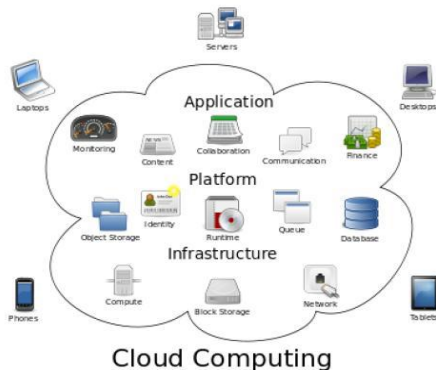 Servers
Laptops
Desktops
Application
Monitoring
Content
Collaboration
Communication
Finance
Platform
Object Storage
Identity
Runtime
Queue
Database
Infrastructure
Compute
Block Storage
Network
Phones
Tablets
Cloud Computing